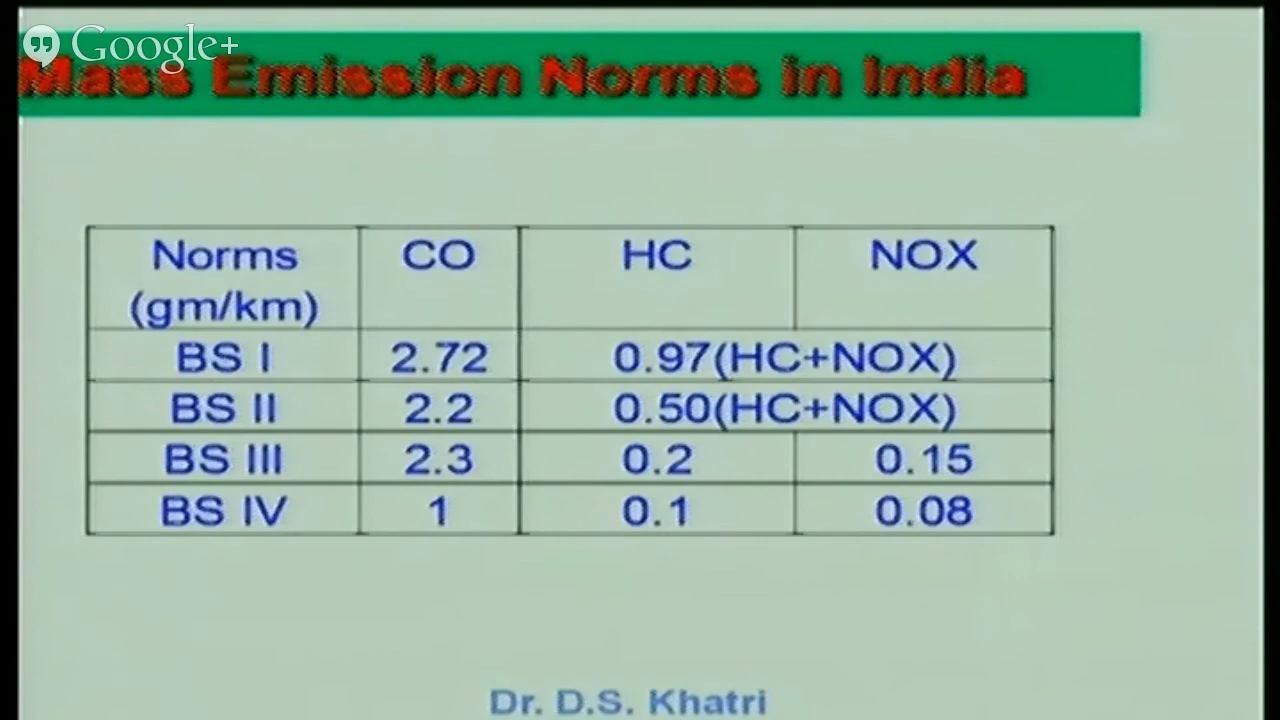 Google+
Mass Emission Norms in India
Norms (gm/km) CO HC NOX
BS I 2.72 0.97(HC+NOX)
BS II 2.2 0.50(HC+NOX)
BS III 2.3 0.2 0.15
BS IV 1 0.1 0.08
Dr. D.S. Khatri